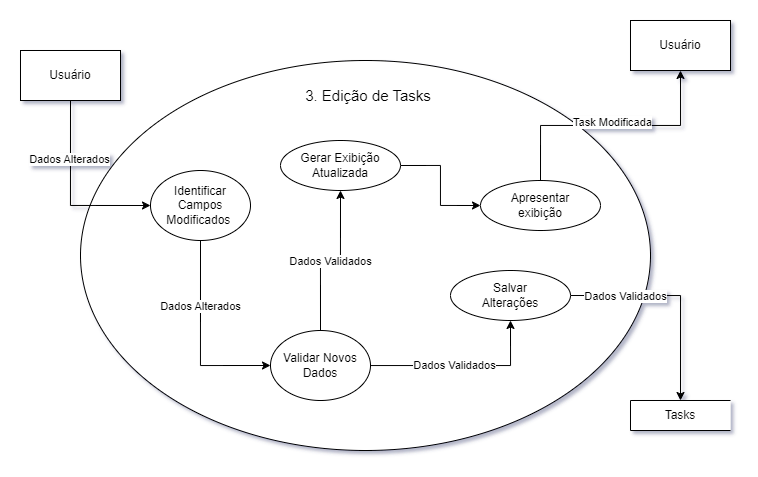 Usuário
Usuário
3. Edição de Tasks
Task Modificada
Dados Alterados
Gerar Exibição
Atualizada
Identificar
Campos
Modificados
Apresentar
exibição
Dados Validados
Salvar
Alterações
Dados Validados
Dados Alterados
Validar Novos
Dados
Dados Validados
Tasks